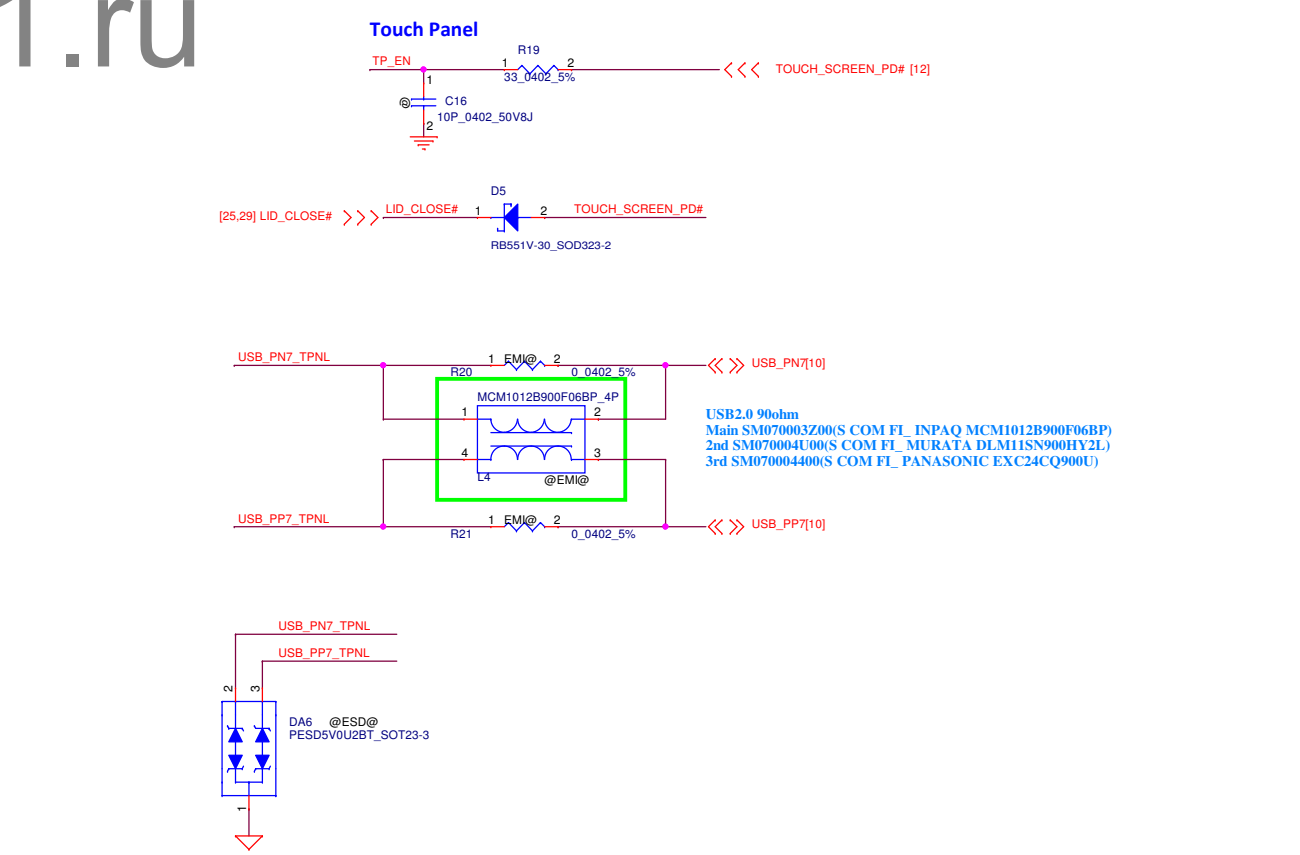 1.ru
Touch Panel
TP_EN
R19
1
2
33_0402_5%
TOUCH_SCREEN_PD# [12]
1
@
C16
10P_0402_50V8J
2
[25,29] LID_CLOSE#
LID_CLOSE#
D5
1
2
TOUCH_SCREEN_PD#
RB551V-30_SOD323-2
USB_PN7_TPNL
1
EMI@
2
R20
0_0402_5%
USB_PN7[10]
MCM1012B900F06BP_4P
1
2
4
3
L4
@EMI@
USB2.0 90ohm
Main SM070003Z00(S COM FI_ INPAQ MCM1012B900F06BP)
2nd SM070004U00(S COM FI_ MURATA DLM11SN900HY2L)
3rd SM070004400(S COM FI_ PANASONIC EXC24CQ900U)
USB_PP7_TPNL
1
EMI@
2
R21
0_0402_5%
USB_PP7[10]
USB_PN7_TPNL
USB_PP7_TPNL
2
3
DA6 @ESD@
PESD5V0U2BT_SOT23-3
1